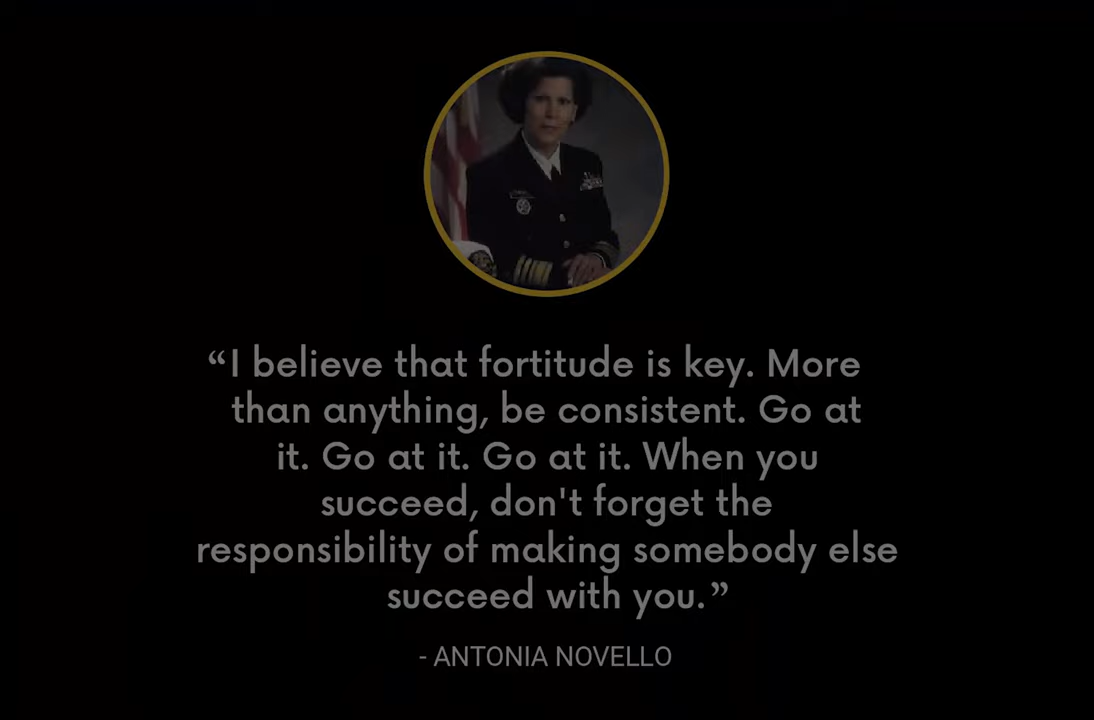 “I believe that fortitude is key. More
than anything, be consistent. Go at
it. Go at it. Go at it. When you
succeed, don't forget the
responsibility of making somebody else
succeed with you.”
- ANTONIA NOVELLO